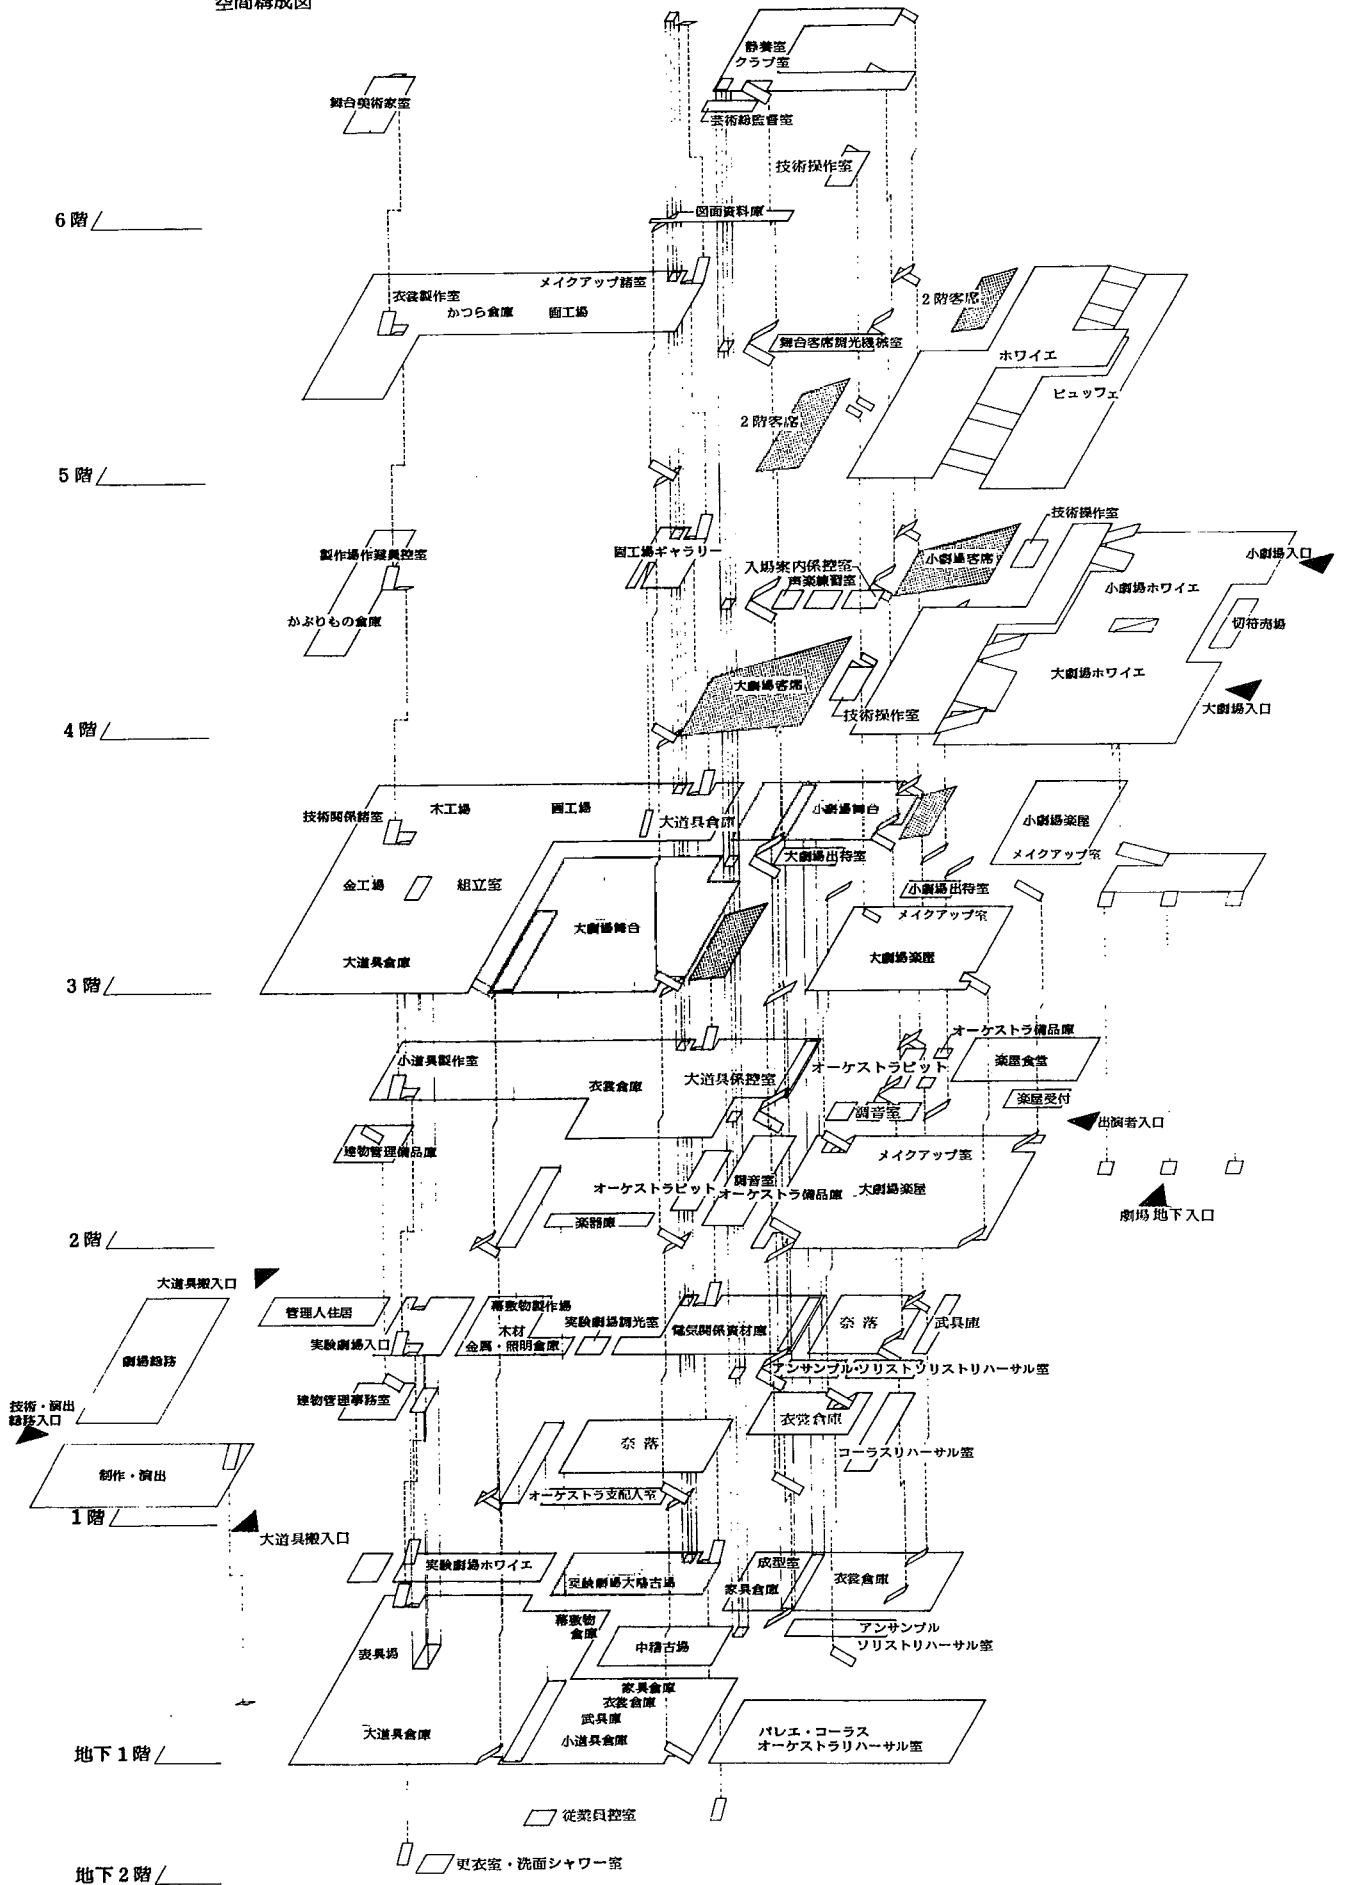 空間構成図
静養室
クラブ室
舞台美術家室
芸術総監督室
技術操作室
6階
図面資料庫
メイクアップ諸室
衣裳製作室
かつら倉庫
画工場
2階客席
舞台客席調光機械室
ホワイエ
ビュッフェ
2階客席
5階
技術操作室
製作場作業員控室
画工場ギャラリー
入場案内係控室
声楽練習室
小劇場客席
小劇場入口
小劇場ホワイエ
かぶりもの倉庫
切符売場
大劇場客席
大劇場ホワイエ
技術操作室
大劇場入口
4階
技術関係諸室
木工場
画工場
大道具倉庫
小劇場舞台
小劇場楽屋
大劇場出待室
メイクアップ室
金工場
組立室
小劇場出待室
大劇場舞台
メイクアップ室
大道具倉庫
大劇場楽屋
3階
オーケストラ備品庫
小道具製作室
衣裳倉庫
大道具係控室
オーケストラピット
楽屋食堂
調音室
楽屋受付
出演者入口
建物管理備品庫
メイクアップ室
オーケストラピット
調音室
オーケストラ備品庫
大劇場楽屋
楽器庫
劇場地下入口
2階
大道具搬入口
管理人住居
幕敷物製作場
実験劇場調光室
電気関係資材庫
奈落
武具庫
実験劇場入口
木材
金属・照明倉庫
劇場総務
アンサンブル・ソリスト
ソリストリハーサル室
建物管理事務室
技術・演出
総務入口
衣裳倉庫
奈落
コーラスリハーサル室
制作・演出
オーケストラ支配人室
1階
大道具搬入口
実験劇場ホワイエ
実験劇場大稽古場
成型室
家具倉庫
衣裳倉庫
幕敷物
倉庫
アンサンブル
ソリストリハーサル室
表具場
中稽古場
家具倉庫
衣裳倉庫
武具庫
小道具倉庫
大道具倉庫
バレエ・コーラス
オーケストラリハーサル室
地下1階
従業員控室
更衣室・洗面シャワー室
地下2階